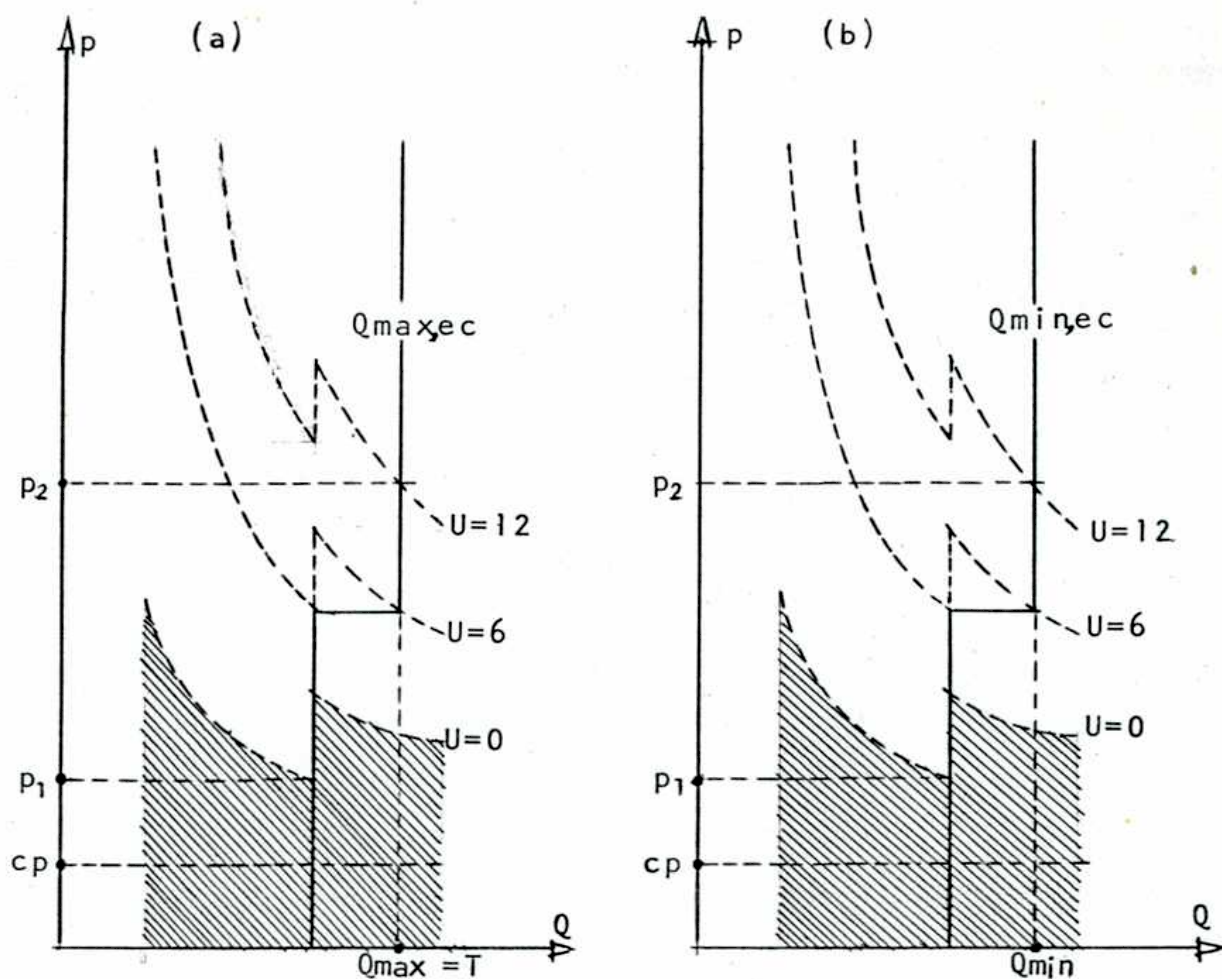 (a)
p
Qmax,ec
p2
U=12
U=6
U=0
p1
cp
Q
Qmax =T
(b)
p
Qmin,ec
p2
U=12
U=6
U=0
p1
cp
Q
Qmin